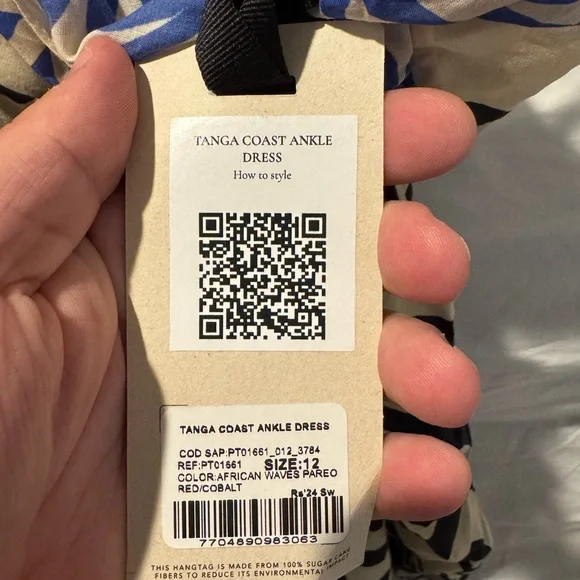 TANGA COAST ANKLE
DRESS
How to style
TANGA COAST ANKLE DRESS
COD SAP:PT01661_012_3784
REF:PT01661 SIZE:12
COLOR:AFRICAN WAVES PAREO
RED/COBALT
Rs'24 Sw
7704890983063
THIS HANGTAG IS MADE FROM 100% SUGAR CANE
FIBERS TO REDUCE ITS ENVIRONMENTAL IMPACT